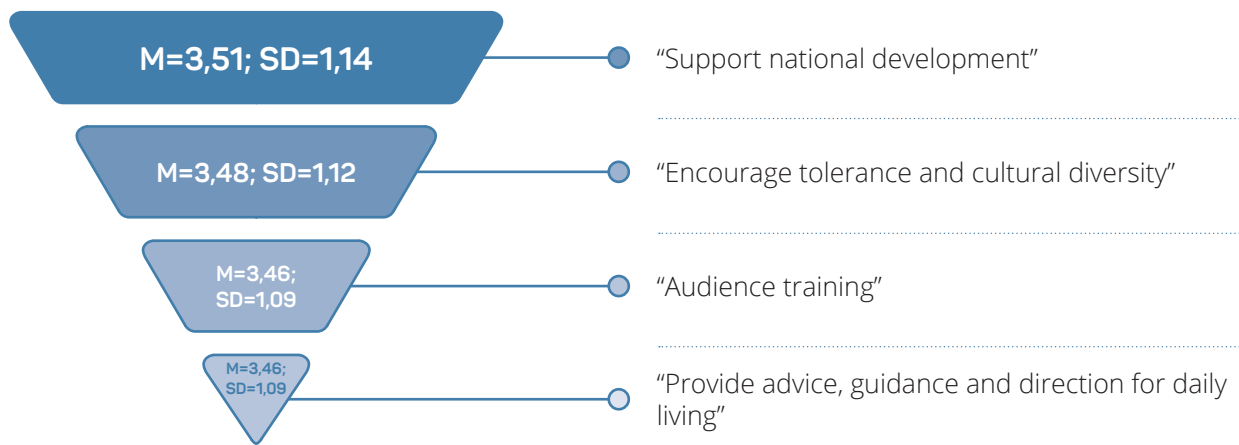 M=3,51; SD=1,14
“Support national development”
M=3,48; SD=1,12
“Encourage tolerance and cultural diversity”
M=3,46;
SD=1,09
“Audience training”
M=3,46;
SD=1,09
“Provide advice, guidance and direction for daily
living”